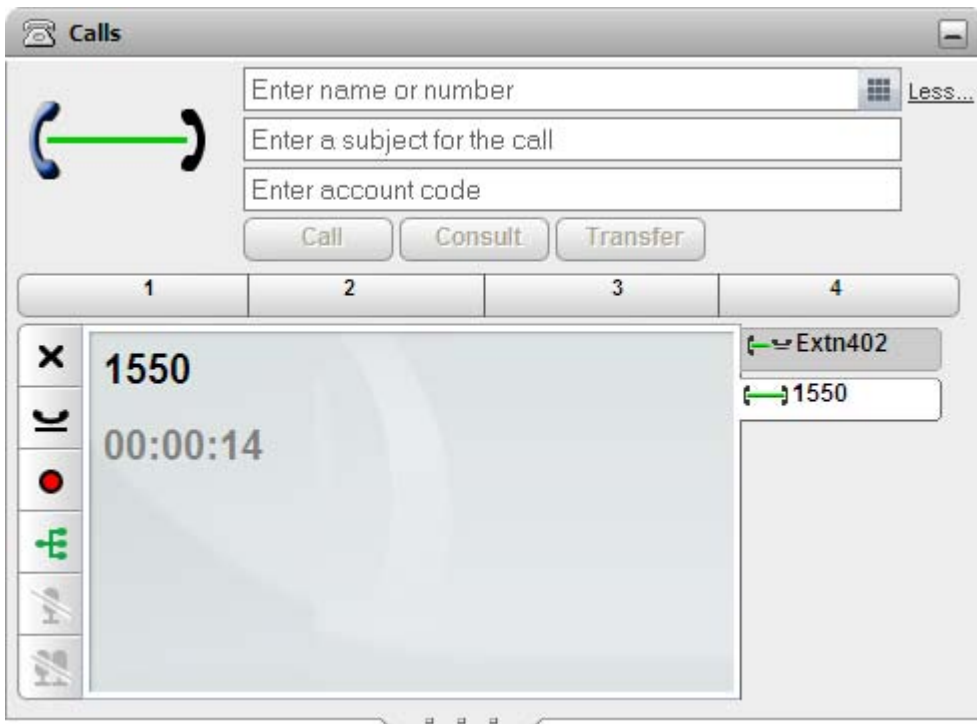 Calls
Enter name or number
Less...
Enter a subject for the call
Enter account code
Call Consult Transfer
1 2 3 4
1550
00:00:14
Extn402
1550